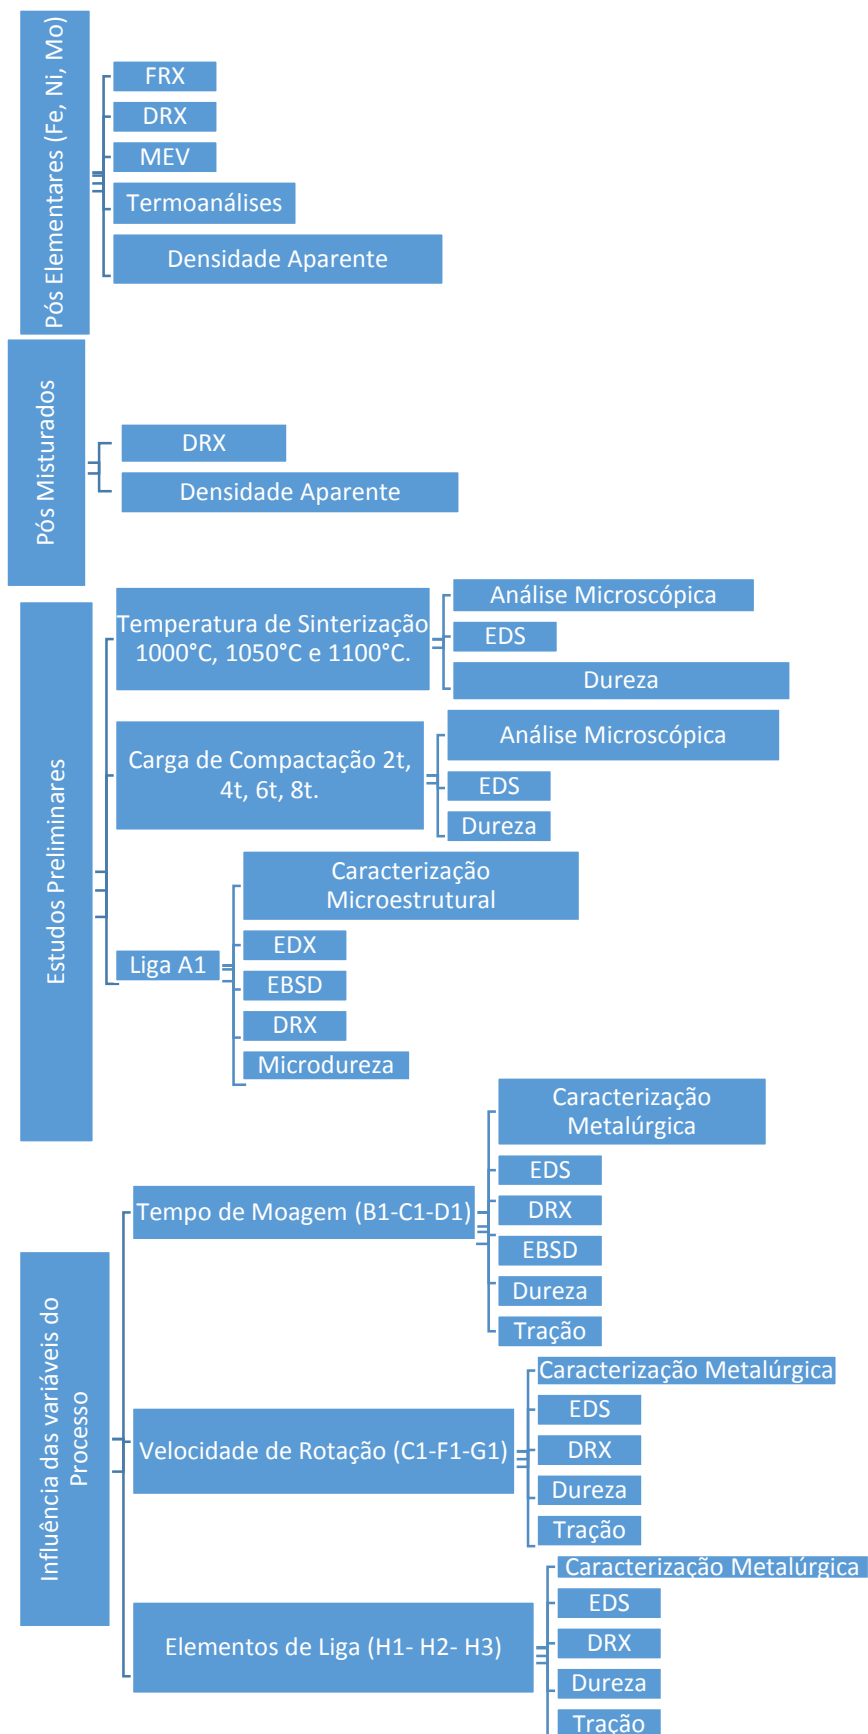 Pós Elementares (Fe, Ni, Mo)
FRX
DRX
MEV
Termoanálises
Densidade Aparente
Pós Misturados
DRX
Densidade Aparente
Estudos Preliminares
Temperatura de Sinterização
1000°C, 1050°C e 1100°C.
Análise Microscópica
EDS
Dureza
Carga de Compactação 2t,
4t, 6t, 8t.
Análise Microscópica
EDS
Dureza
Liga A1
Caracterização
Microestrutural
EDX
EBSD
DRX
Microdureza
Influência das variáveis do
Processo
Tempo de Moagem (B1-C1-D1)
Caracterização
Metalúrgica
EDS
DRX
EBSD
Dureza
Tração
Velocidade de Rotação (C1-F1-G1)
Caracterização Metalúrgica
EDS
DRX
Dureza
Tração
Elementos de Liga (H1- H2- H3)
Caracterização Metalúrgica
EDS
DRX
Dureza
Tração